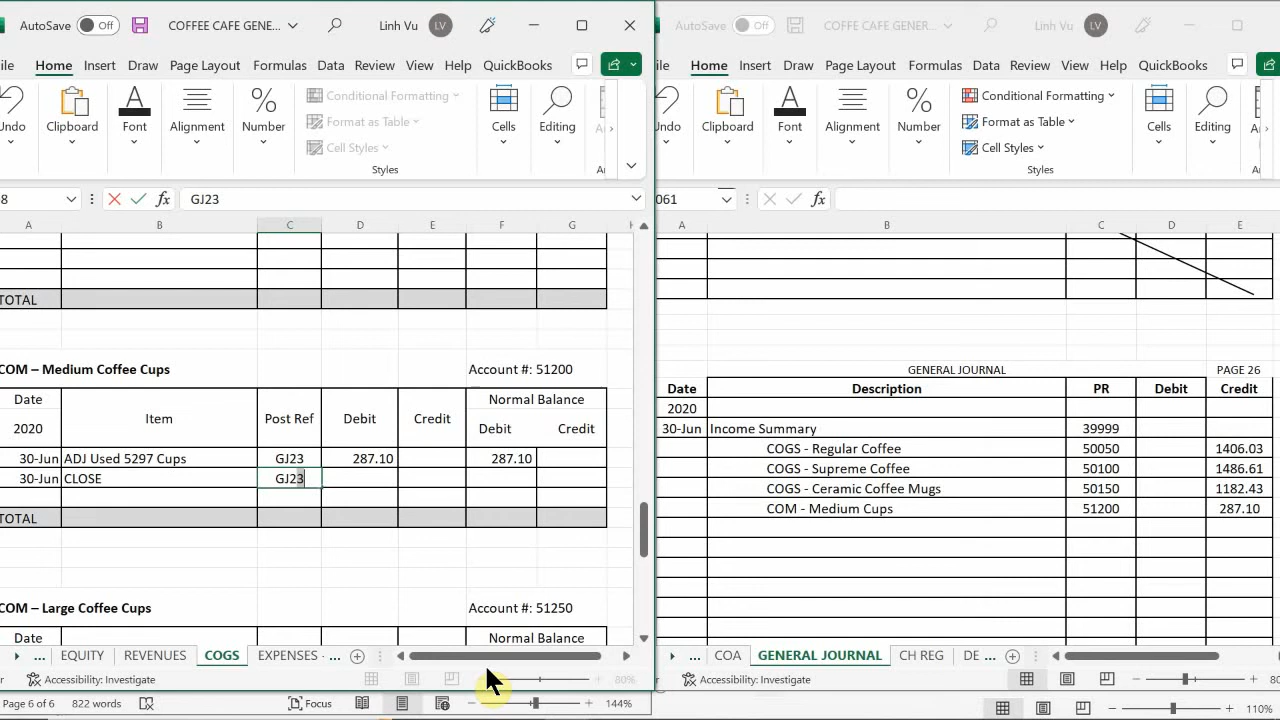 AutoSave Off COFFEE CAFE GENER... Linh Vu LV
Home Insert Draw Page Layout Formulas Data Review View Help QuickBooks
Undo Clipboard Font Alignment Number Conditional Formatting Format as Table Cell Styles Cells Editing
Styles
GJ23
A B C D E F G
TOTAL
COM – Medium Coffee Cups Account #: 51200
Date Item Post Ref Debit Credit Normal Balance
2020 Debit Credit
30-Jun ADJ Used 5297 Cups GJ23 287.10 287.10
30-Jun CLOSE GJ23
TOTAL
COM – Large Coffee Cups Account #: 51250
Date Normal Balance
... EQUITY REVENUES COGS EXPENSES - ...
Accessibility: Investigate 80%
Page 6 of 6 822 words Focus 144%
AutoSave Off COFFE CAFE GENERAL... Linh Vu LV
Home Insert Draw Page Layout Formulas Data Review View Help QuickBooks
Clipboard Font Alignment Number Conditional Formatting Format as Table Cell Styles Cells Editing
Styles
A B C D E
GENERAL JOURNAL PAGE 26
Date Description PR Debit Credit
2020
30-Jun Income Summary 39999
COGS - Regular Coffee 50050 1406.03
COGS - Supreme Coffee 50100 1486.61
COGS - Ceramic Coffee Mugs 50150 1182.43
COM - Medium Cups 51200 287.10
... COA GENERAL JOURNAL CH REG DE ...
Accessibility: Investigate
110%